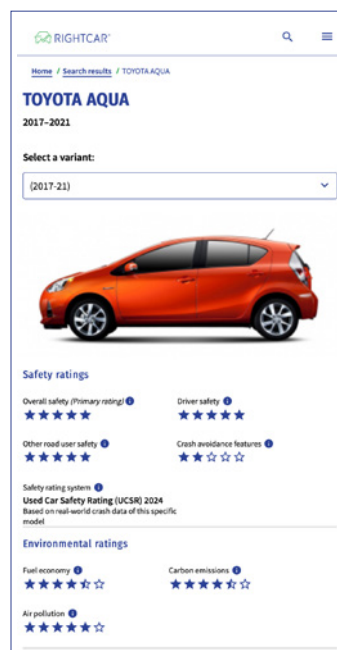 RIGHTCAR
Home / Search results / TOYOTA AQUA
TOYOTA AQUA
2017–2021
Select a variant:
(2017-21)
Safety ratings
Overall safety (Primary rating) Driver safety
Other road user safety Crash avoidance features
Safety rating system
Used Car Safety Rating (UCSR) 2024
Based on real-world crash data of this specific
model
Environmental ratings
Fuel economy Carbon emissions
Air pollution